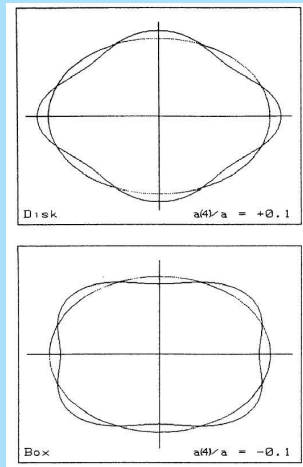 Disk a(4)/a = +0.1
Box a(4)/a = -0.1